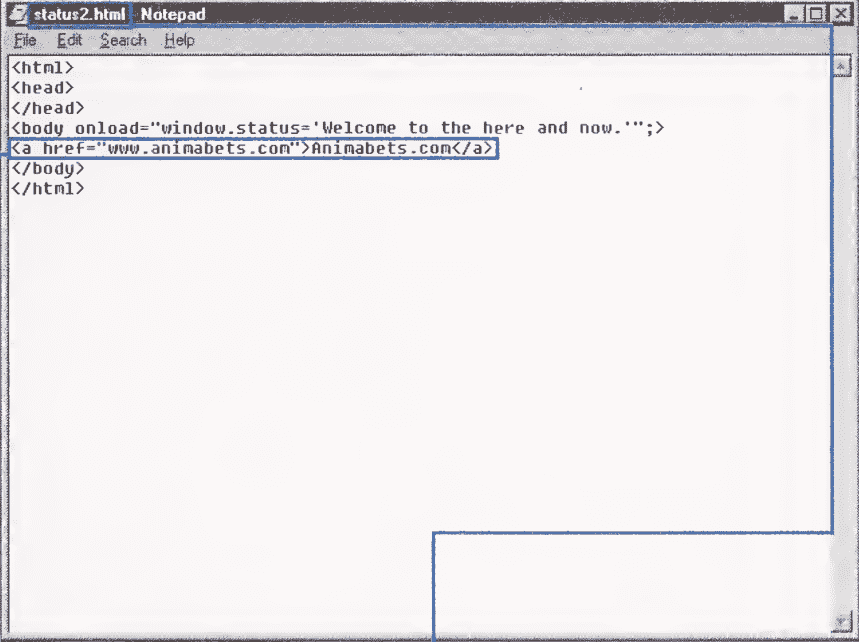 status2.html - Notepad
File Edit Search Help
<html>
<head>
</head>
<body onload="window.status='Welcome to the here and now.'";>
<a href="www.animabets.com">Animabets.com</a>
</body>
</html>